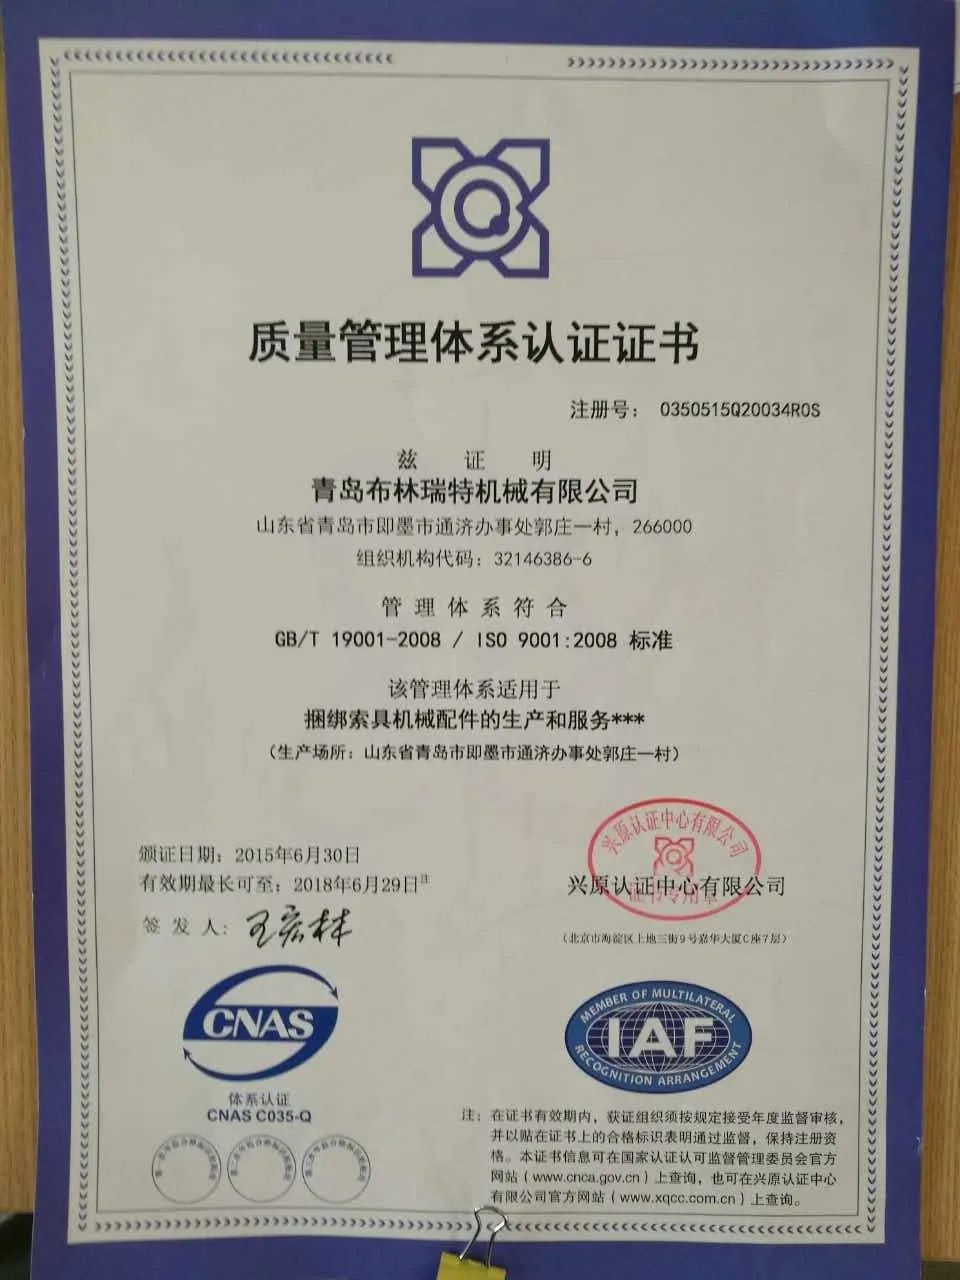 质量管理体系认证证书
注册号： 0350515Q20034R0S
兹 证 明
青岛布林瑞特机械有限公司
山东省青岛市即墨市通济办事处郭庄一村，266000
组织机构代码：32146386-6
管 理 体 系 符 合
GB/T 19001-2008 / ISO 9001:2008 标准
该管理体系适用于
捆绑索具机械配件的生产和服务***
（生产场所：山东省青岛市即墨市通济办事处郭庄一村）
颁证日期：2015年6月30日
有效期最长可至：2018年6月29日注
签 发 人:
兴原认证中心有限公司
证书专用章
兴原认证中心有限公司
（北京市海淀区上地三街9号嘉华大厦C座7层）
CNAS
体系认证
CNAS C035-Q
MEMBER OF MULTILATERAL
IAF
RECOGNITION ARRANGEMENT
注：在证书有效期内，获证组织须按规定接受年度监督审核，
并以贴在证书上的合格标识表明通过监督，保持注册资
格。本证书信息可在国家认证认可监督管理委员会官方
网站（www.cnca.gov.cn）上查询，也可在兴原认证中心
有限公司官方网站（www.xqcc.com.cn）上查询。